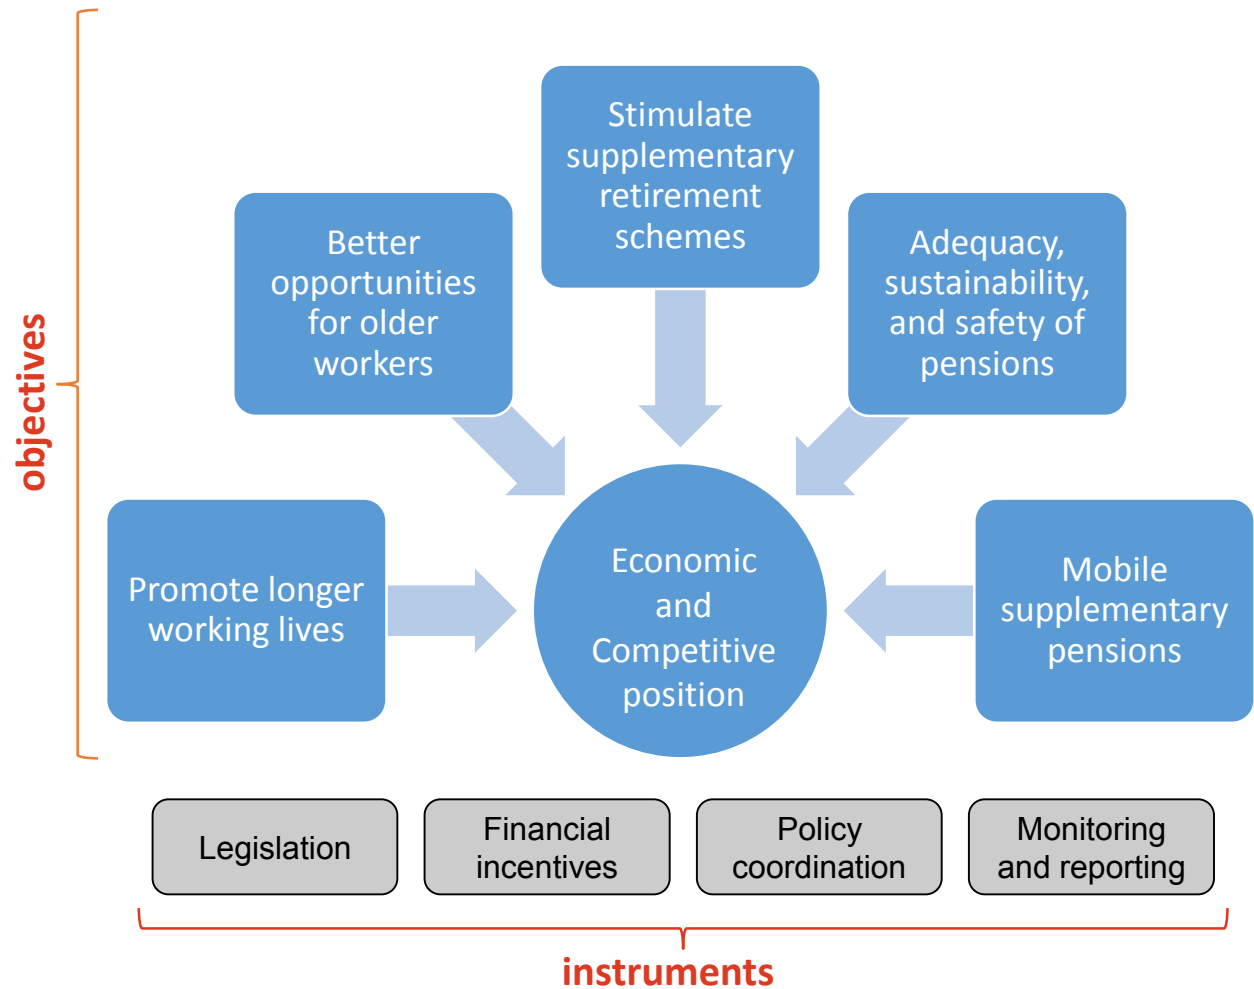 Stimulate
supplementary
retirement
schemes
Better
opportunities
for older
workers
Adequacy,
sustainability,
and safety of
pensions
objectives
Promote longer
working lives
Economic
and
Competitive
position
Mobile
supplementary
pensions
Legislation
Financial
incentives
Policy
coordination
Monitoring
and reporting
instruments